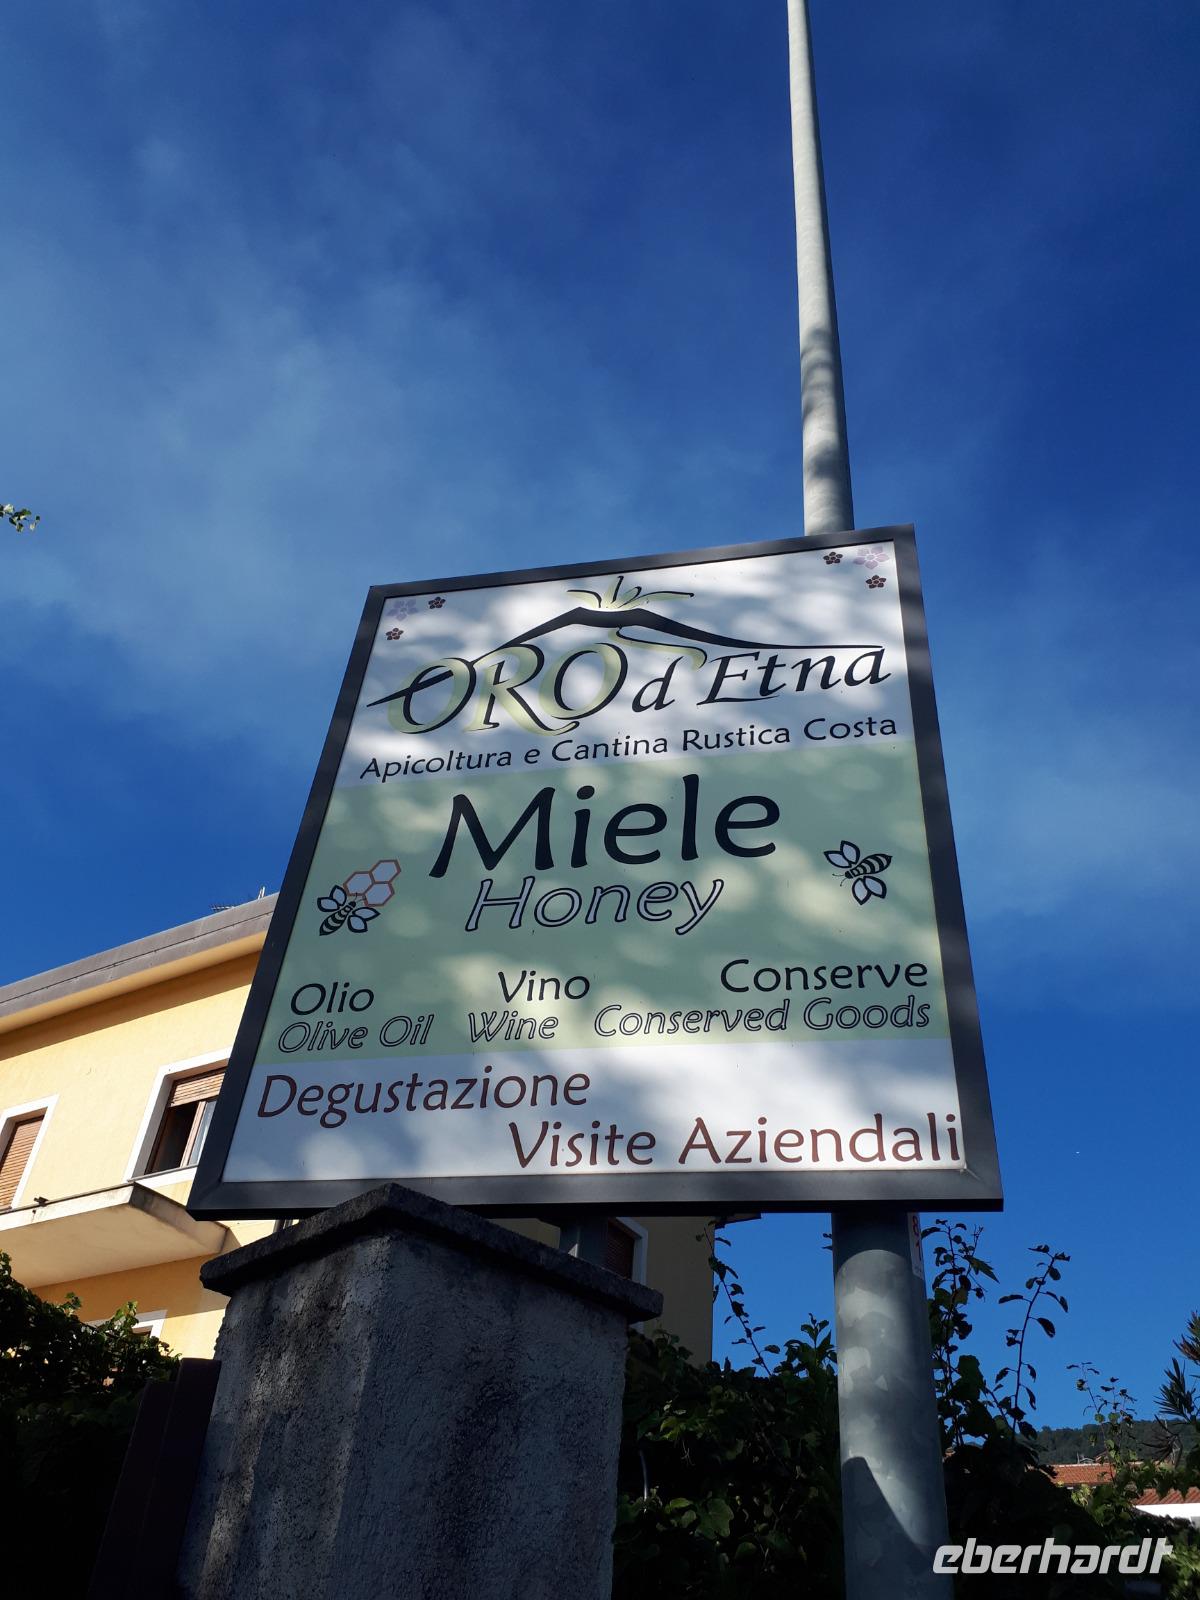 ORO d'Etna
Apicoltura e Cantina Rustica Costa
Miele
Honey
Olio Vino Conserve
Olive Oil Wine Conserved Goods
Degustazione
Visite Aziendali
eberhardt